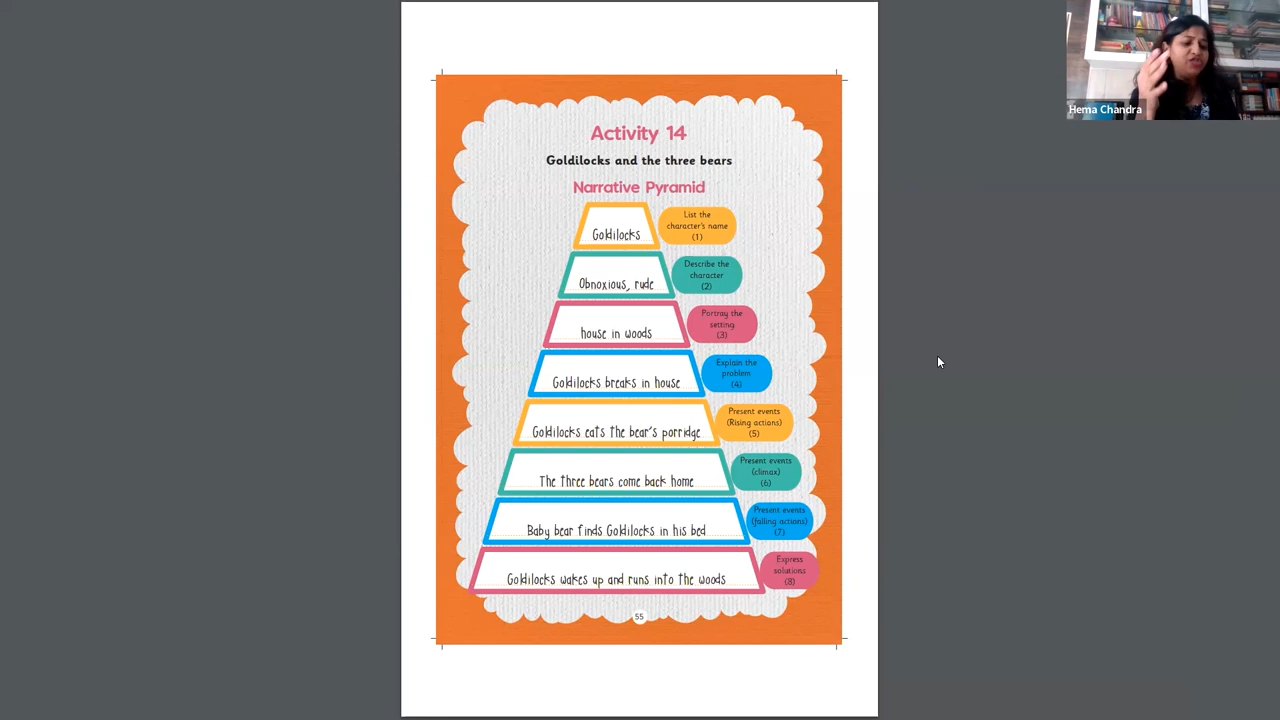 Activity 14
Goldilocks and the three bears
Narrative Pyramid
Goldilocks
List the
character's name
(1)
Obnoxious, rude
Describe the
character
(2)
house in woods
Portray the
setting
(3)
Goldilocks breaks in house
Explain the
problem
(4)
Goldilocks eats the bear's porridge
Present events
(Rising actions)
(5)
The three bears come back home
Present events
(climax)
(6)
Baby bear finds Goldilocks in his bed
Present events
(falling actions)
(7)
Goldilocks wakes up and runs into the woods
Express
solutions
(8)
55
Hema Chandra